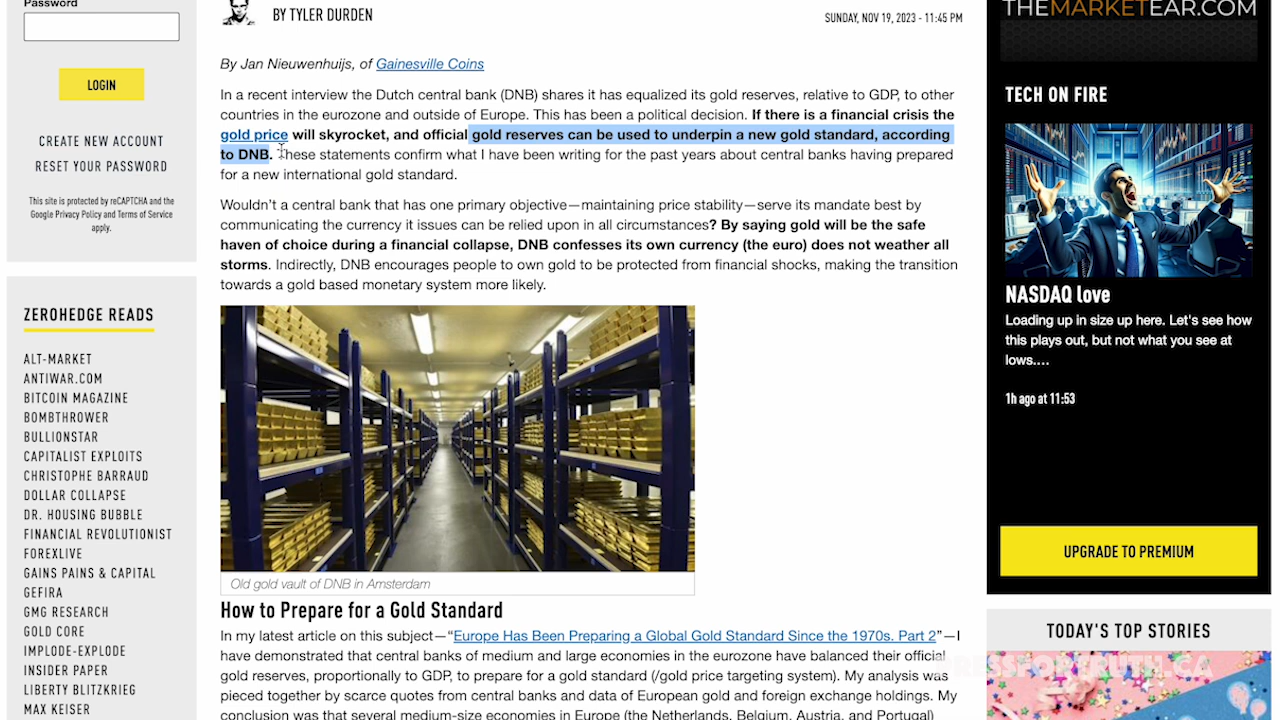 Password
LOGIN
CREATE NEW ACCOUNT
RESET YOUR PASSWORD
This site is protected by reCAPTCHA and the
Google Privacy Policy and Terms of Service
apply.
ZEROHEDGE READS
ALT-MARKET
ANTIWAR.COM
BITCOIN MAGAZINE
BOMBTHROWER
BULLIONSTAR
CAPITALIST EXPLOITS
CHRISTOPHE BARRAUD
DOLLAR COLLAPSE
DR. HOUSING BUBBLE
FINANCIAL REVOLUTIONIST
FOREXLIVE
GAINS PAINS & CAPITAL
GEFIRA
GMG RESEARCH
GOLD CORE
IMPLODE-EXPLODE
INSIDER PAPER
LIBERTY BLITZKRIEG
MAX KEISER
BY TYLER DURDEN
SUNDAY, NOV 19, 2023 - 11:45 PM
By Jan Nieuwenhuijs, of Gainesville Coins
In a recent interview the Dutch central bank (DNB) shares it has equalized its gold reserves, relative to GDP, to other
countries in the eurozone and outside of Europe. This has been a political decision. If there is a financial crisis the
gold price will skyrocket, and official gold reserves can be used to underpin a new gold standard, according
to DNB. These statements confirm what I have been writing for the past years about central banks having prepared
for a new international gold standard.
Wouldn't a central bank that has one primary objective—maintaining price stability—serve its mandate best by
communicating the currency it issues can be relied upon in all circumstances? By saying gold will be the safe
haven of choice during a financial collapse, DNB confesses its own currency (the euro) does not weather all
storms. Indirectly, DNB encourages people to own gold to be protected from financial shocks, making the transition
towards a gold based monetary system more likely.
Old gold vault of DNB in Amsterdam
How to Prepare for a Gold Standard
In my latest article on this subject—“Europe Has Been Preparing a Global Gold Standard Since the 1970s. Part 2”—I
have demonstrated that central banks of medium and large economies in the eurozone have balanced their official
gold reserves, proportionally to GDP, to prepare for a gold standard (/gold price targeting system). My analysis was
pieced together by scarce quotes from central banks and data of European gold and foreign exchange holdings. My
conclusion was that several medium-size economies in Europe (the Netherlands, Belgium, Austria, and Portugal)
THEMARKETEAR.COM
TECH ON FIRE
NASDAQ love
Loading up in size up here. Let's see how
this plays out, but not what you see at
lows....
1h ago at 11:53
UPGRADE TO PREMIUM
TODAY'S TOP STORIES
PRESSFORTRUTH.CA